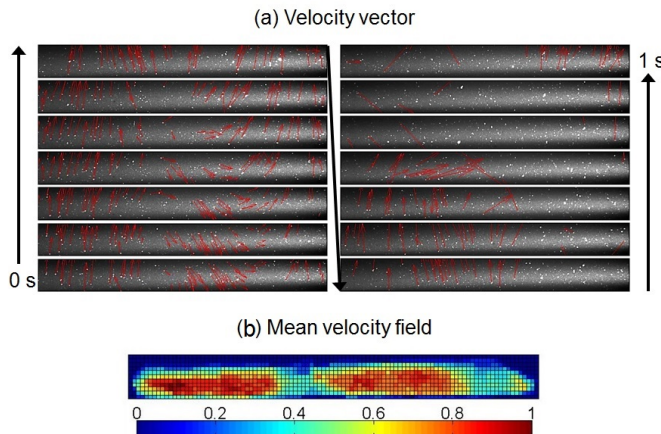 (a) Velocity vector
1 s
0 s
(b) Mean velocity field
0 0.2 0.4 0.6 0.8 1